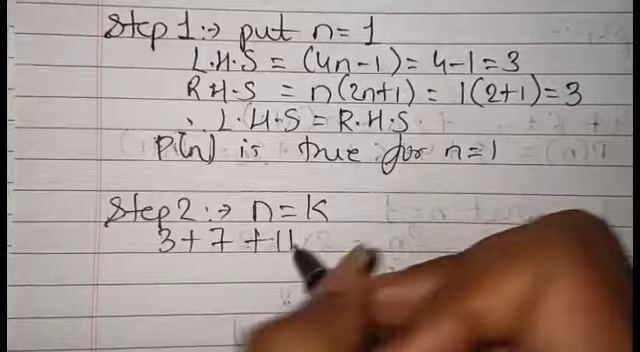 Step 1:→ put n=1
L.H.S = (4n-1) = 4-1=3
R.H.S = n(2n+1) = 1(2+1)=3
∴ L.H.S = R.H.S
P(n) is true for n=1
Step 2:→ n=k
3+7+11